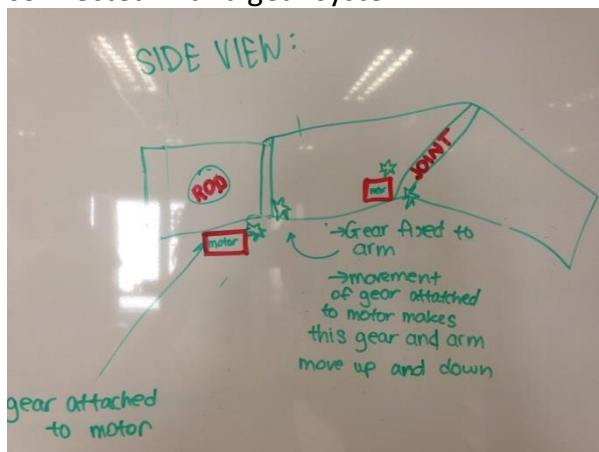 SIDE VIEW:
ROD
JOINT
motor
motor
→Gear fixed to
arm
→movement
of gear attatched
to motor makes
this gear and arm
move up and down
gear attached
to motor